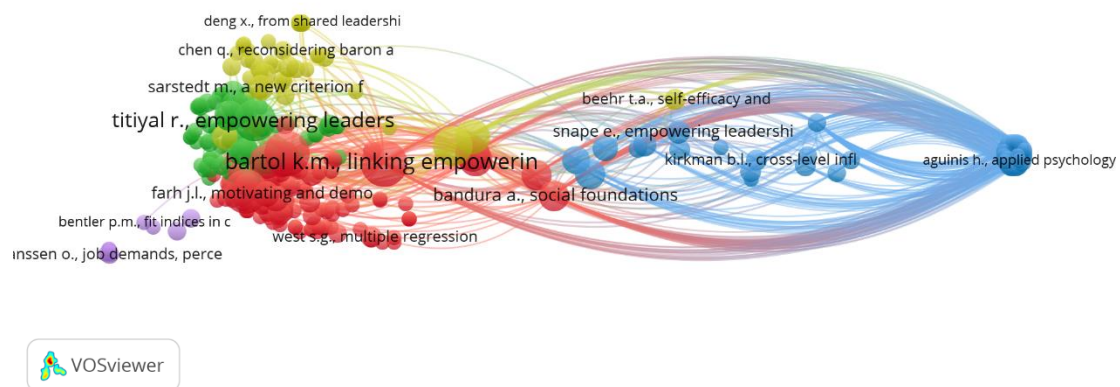 deng x., from shared leadershi
chen q., reconsidering baron a
sarstedt m., a new criterion f
beehr t.a., self-efficacy and
titiyal r., empowering leaders
snape e., empowering leadershi
bartol k.m., linking empowerin
kirkman b.l., cross-level infl
aguinis h., applied psychology
farh j.l., motivating and demo
bandura a., social foundations
bentler p.m., fit indices in c
west s.g., multiple regression
anssen o., job demands, perce
VOSviewer